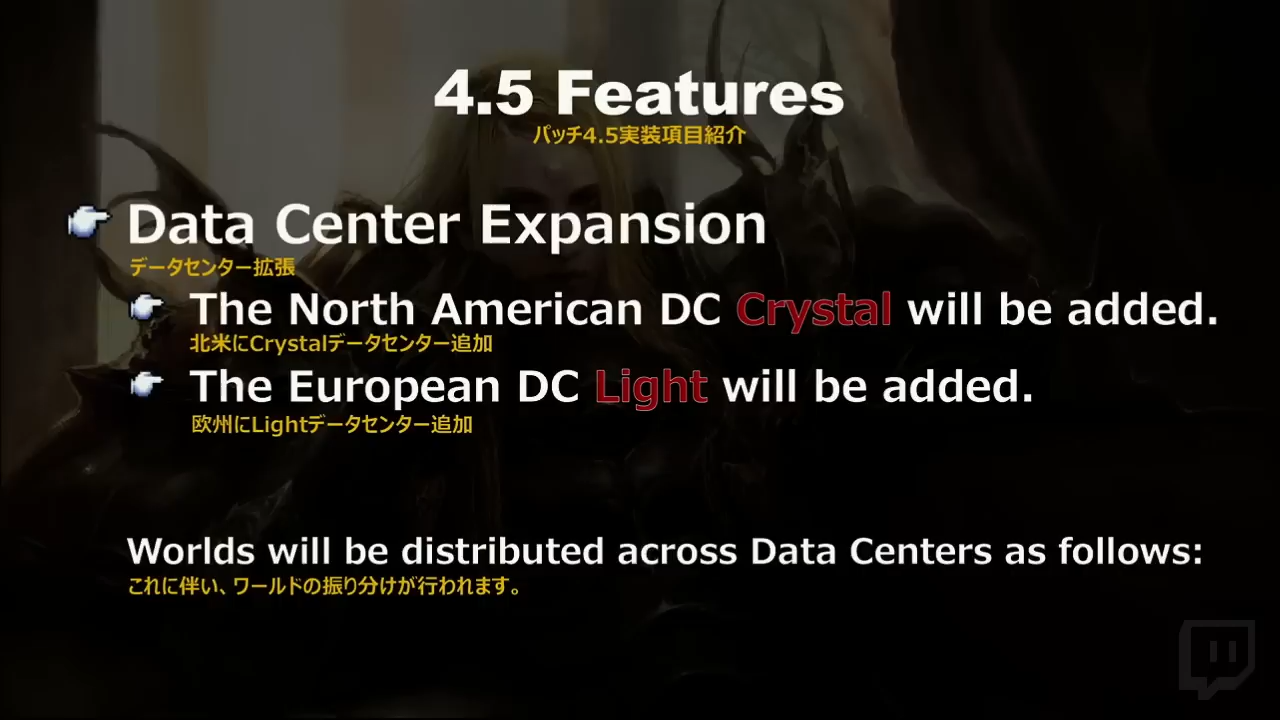 4.5 Features
パッチ4.5実装項目紹介
Data Center Expansion
データセンター拡張
The North American DC Crystal will be added.
北米にCrystalデータセンター追加
The European DC Light will be added.
欧州にLightデータセンター追加
Worlds will be distributed across Data Centers as follows:
これに伴い、ワールドの振り分けが行われます。